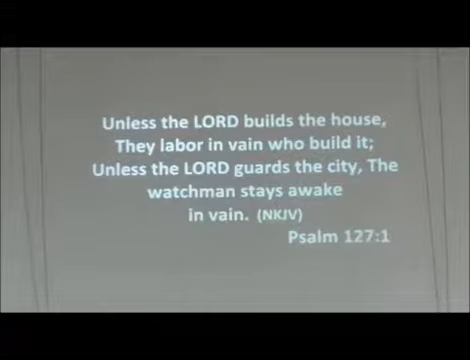 Unless the LORD builds the house,
They labor in vain who build it;
Unless the LORD guards the city, The
watchman stays awake
in vain. (NKJV)
Psalm 127:1